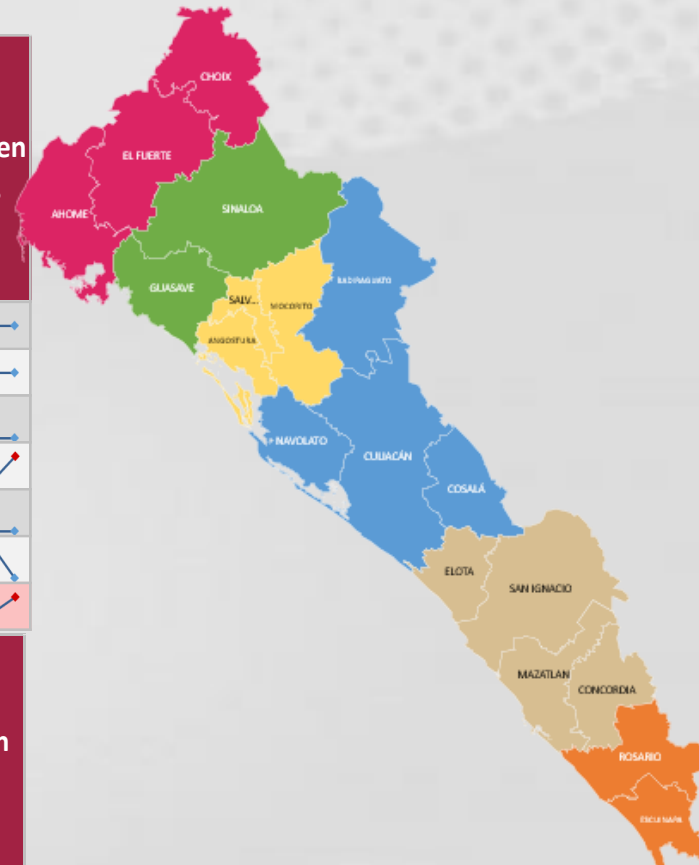 CHOIX
en
EL FUERTE
SINALOA
AHOME
BADIRAGUATO
GUASAVE
SALV...
MOCORITO
ANGOSTURA
NAVOLATO
CULIACÁN
COSALÁ
ELOTA
SAN IGNACIO
MAZATLAN
CONCORDIA
n
ROSARIO
ESCUINAPA